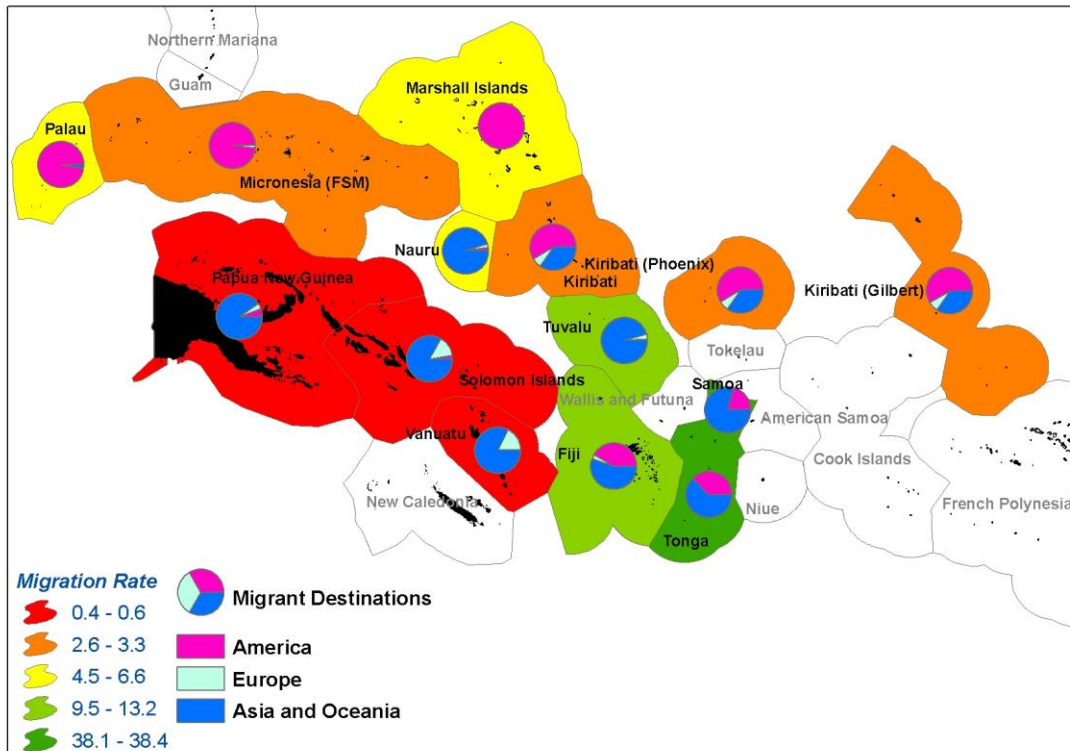 Northern Mariana
Guam
Marshall Islands
Palau
Micronesia (FSM)
Nauru
Kiribati (Phoenix)
Kiribati
Kiribati (Gilbert)
Papua New Guinea
Tuvalu
Tokelau
Solomon Islands
Samoa
Wallis and Futuna
American Samoa
Vanuatu
Fiji
Cook Islands
New Caledonia
Niue
French Polynesia
Tonga
Migration Rate
0.4 - 0.6
2.6 - 3.3
4.5 - 6.6
9.5 - 13.2
38.1 - 38.4
Migrant Destinations
America
Europe
Asia and Oceania